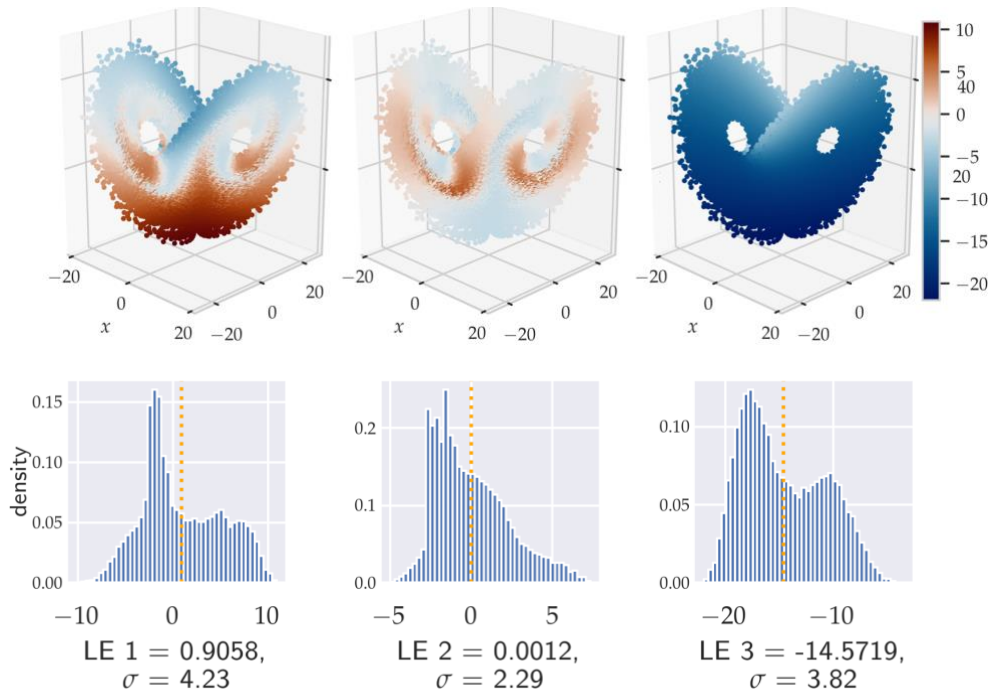 10
5
40
0
−5
20
−10
−15
−20
−20 0 20 −20 0 20
x
−20 0 20 −20 0 20
x
−20 0 20 −20 0 20
x
density
0.15
0.10
0.05
0.00
−10 0 10
0.2
0.1
0.0
−5 0 5
0.10
0.05
0.00
−20 −10
LE 1 = 0.9058,
σ = 4.23
LE 2 = 0.0012,
σ = 2.29
LE 3 = -14.5719,
σ = 3.82